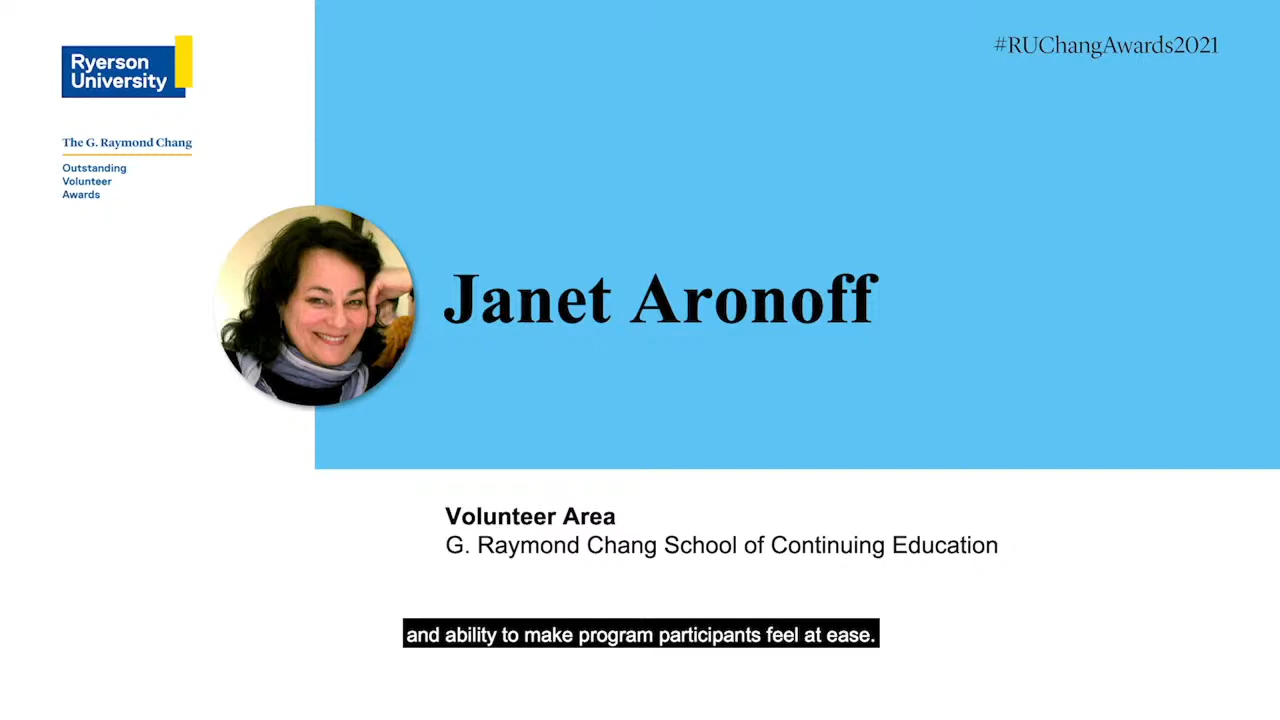 Ryerson
University
#RUChangAwards2021
The G. Raymond Chang
Outstanding
Volunteer
Awards
Janet Aronoff
Volunteer Area
G. Raymond Chang School of Continuing Education
and ability to make program participants feel at ease.